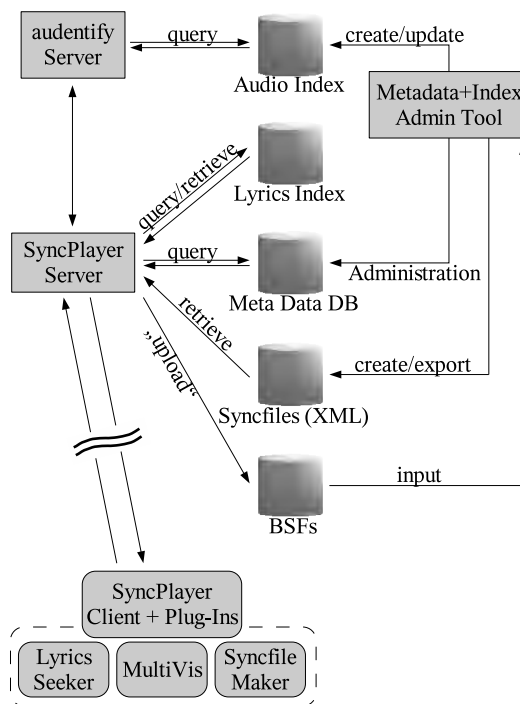 audentify
Server
query
Audio Index
create/update
Metadata+Index
Admin Tool
query/retrieve
Lyrics Index
SyncPlayer
Server
query
Meta Data DB
Administration
retrieve
„upload“
Syncfiles (XML)
create/export
BSFs
input
SyncPlayer
Client + Plug-Ins
Lyrics
Seeker
MultiVis
Syncfile
Maker